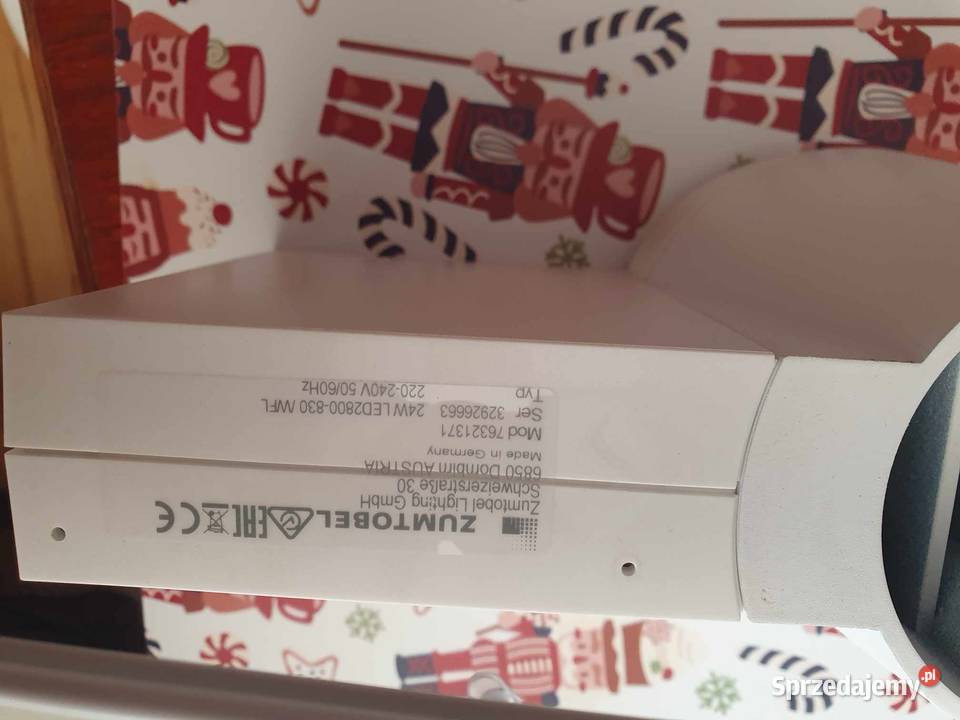 ZUMTOBEL
Zumtobel Lighting GmbH
Schweizerstraße 30
6850 Dornbirn AUSTRIA
Made in Germany
Mod 76321371
Ser 32926663 24W LED2800-830 /WFL
Typ 220-240V 50/60Hz
Sprzedajemy.pl